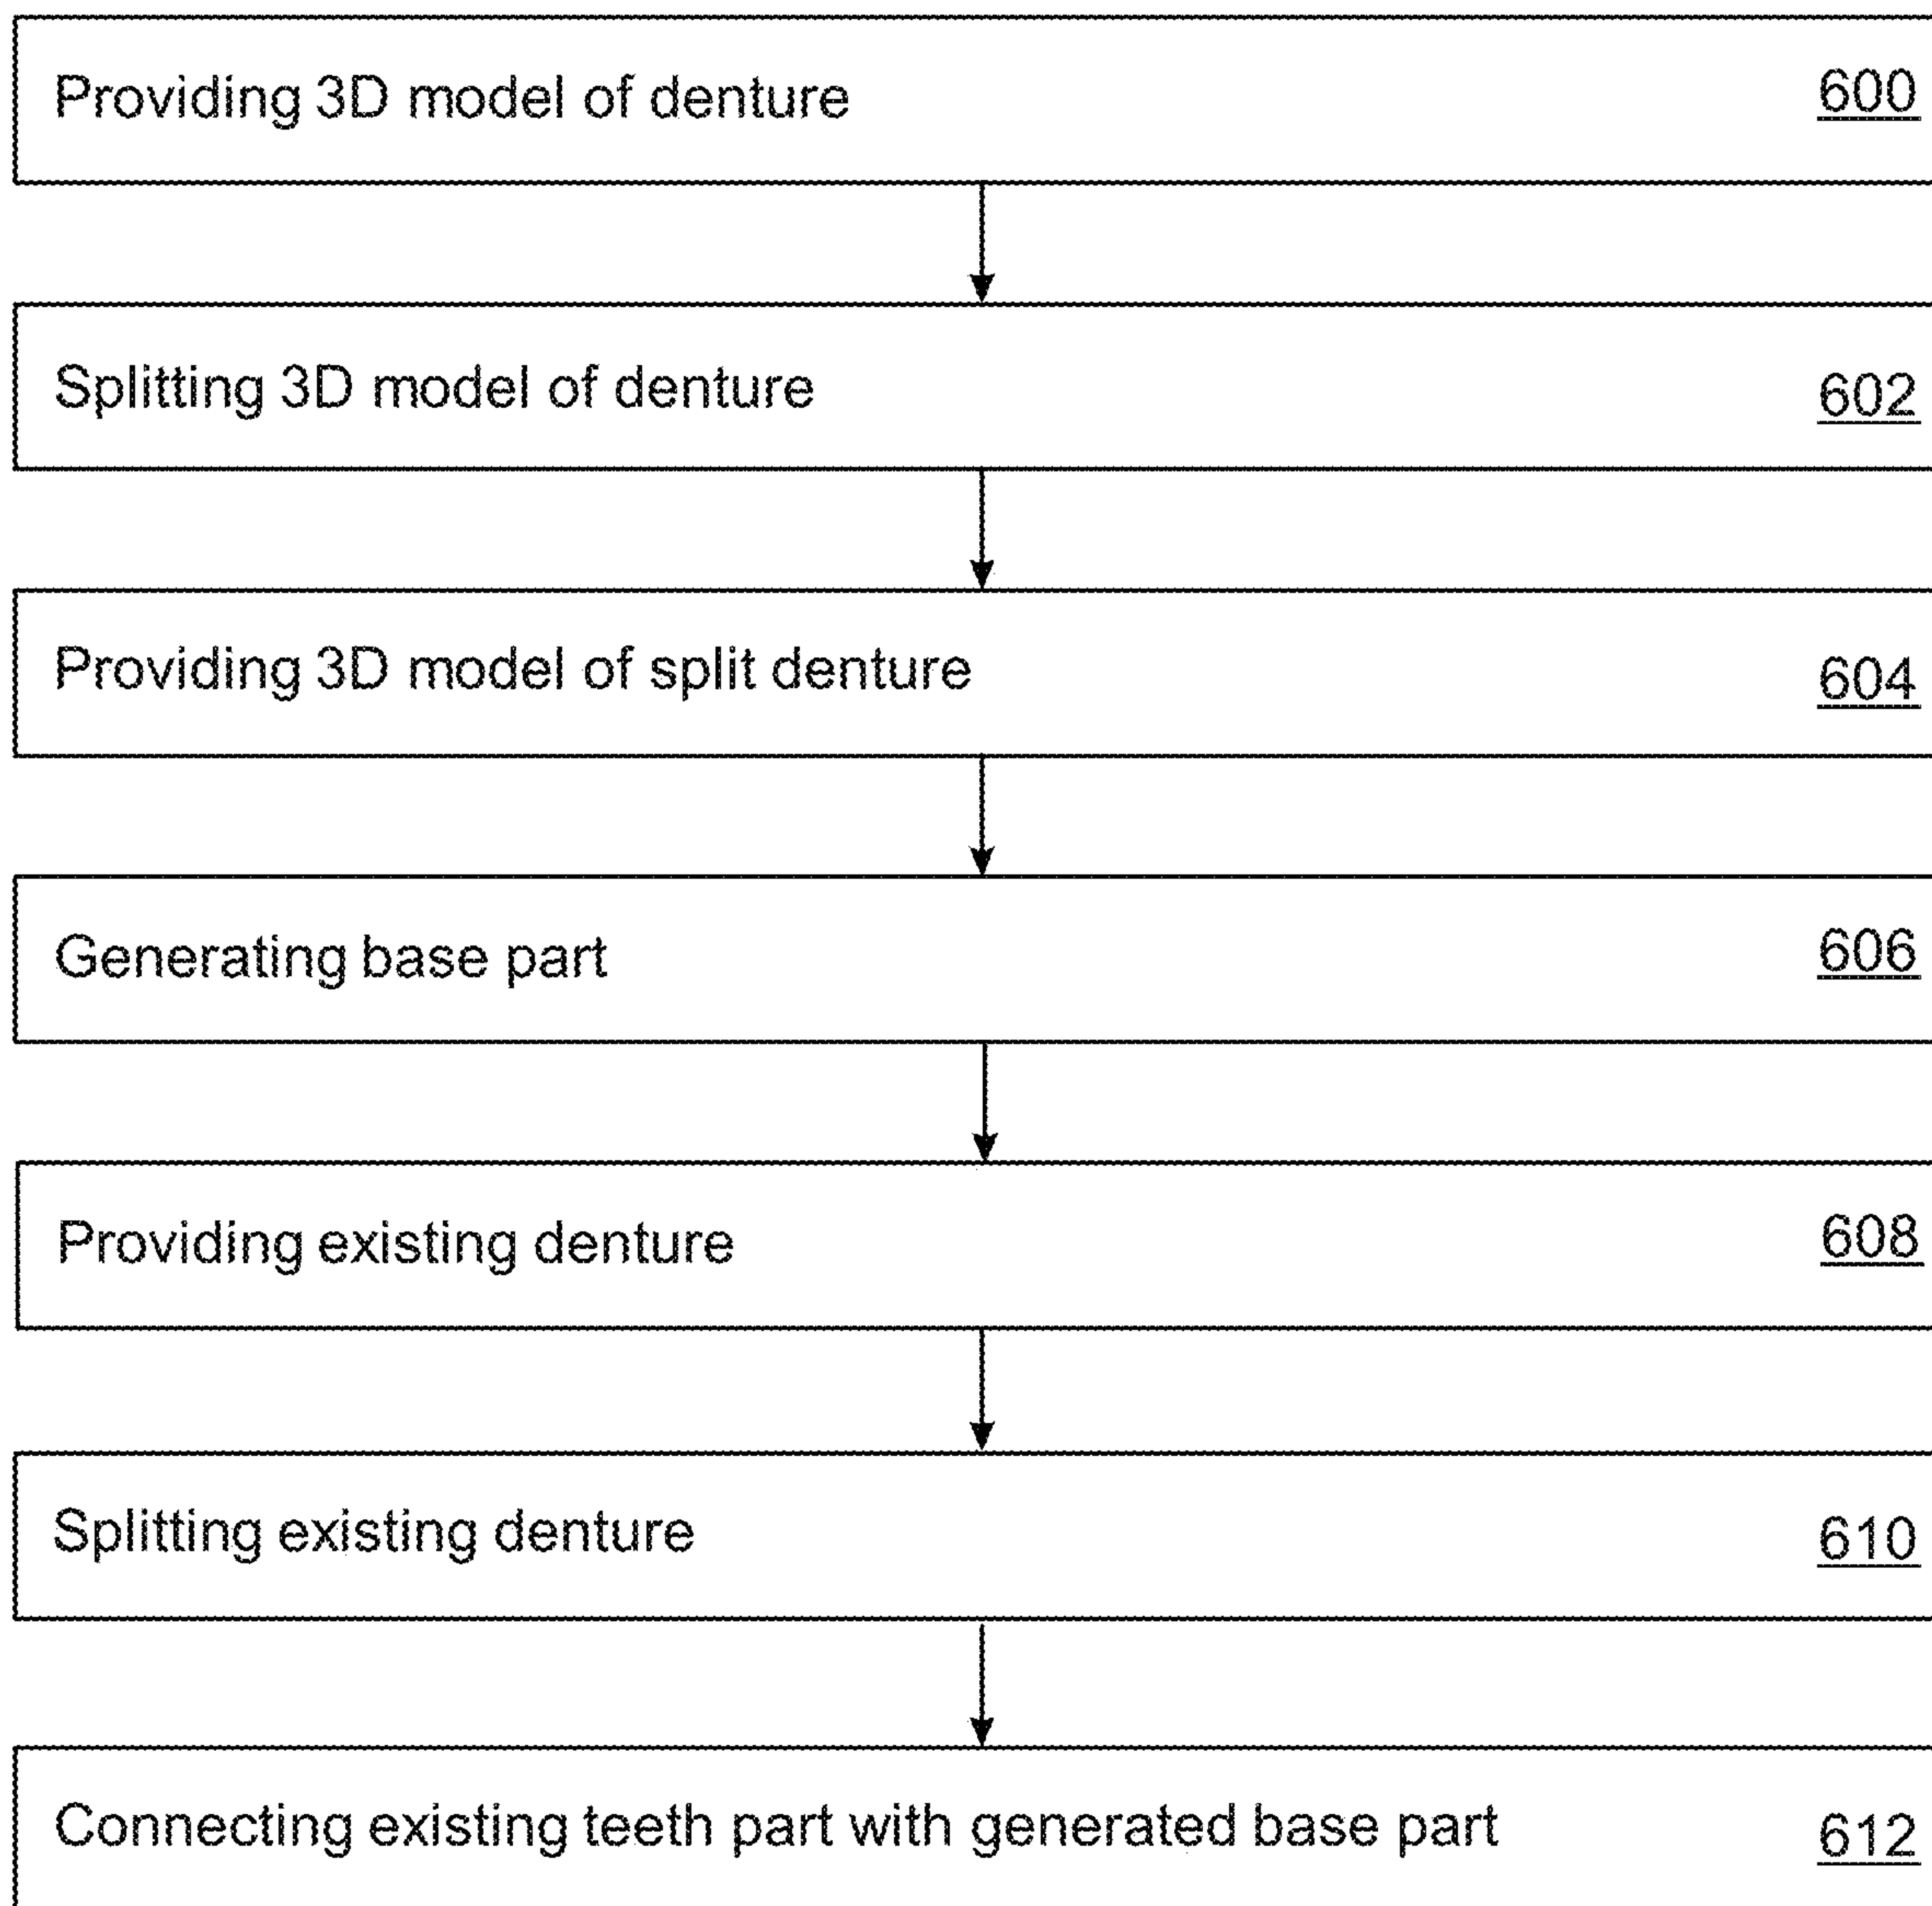 Providing 3D model of denture 600
Splitting 3D model of denture 602
Providing 3D model of split denture 604
Generating base part 606
Providing existing denture 608
Splitting existing denture 610
Connecting existing teeth part with generated base part 612